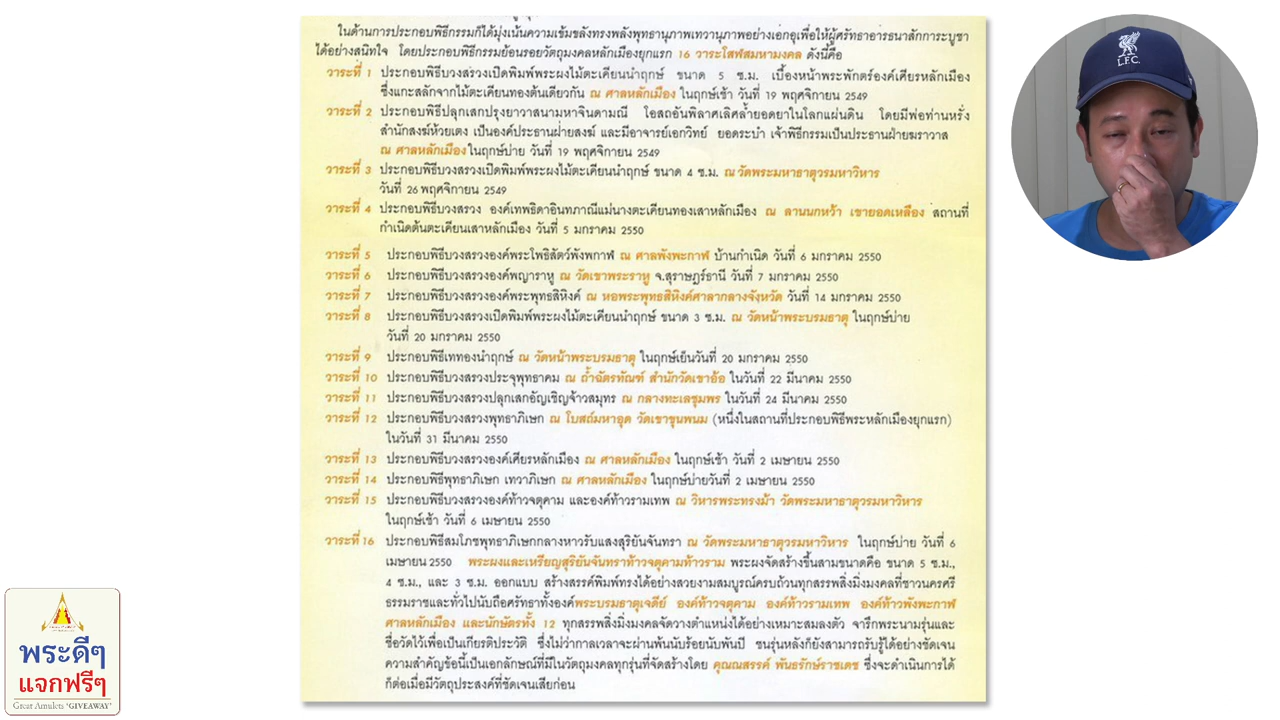 ในด้านการประกอบพิธีกรรมก็ได้มุ่งเน้นความเข้มขลังทรงพลังพุทธานุภาพเทวานุภาพอย่างเอกอุเพื่อให้ผู้ศรัทธาอาราธนาสักการะบูชา
ได้อย่างสนิทใจ โดยประกอบพิธีกรรมย้อนรอยวัตถุมงคลหลักเมืองยุคแรก 16 วาระโสฬสมหามงคล ดังนี้คือ
วาระที่ 1 ประกอบพิธีบวงสรวงเปิดพิมพ์พระผงไม้ตะเคียนนำฤกษ์ ขนาด 5 ซ.ม. เบื้องหน้าพระพักตร์องค์เศียรหลักเมือง
ซึ่งแกะสลักจากไม้ตะเคียนทองต้นเดียวกัน ณ ศาลหลักเมือง ในฤกษ์เช้า วันที่ 19 พฤศจิกายน 2549
วาระที่ 2 ประกอบพิธีปลุกเสกปรุงยาวาสนามหาจินดามณี โอสถอันพิลาศเลิศล้ำยอดยาในโลกแผ่นดิน โดยมีพ่อท่านหรั่ง
สำนักสงฆ์ห้วยเตง เป็นองค์ประธานฝ่ายสงฆ์ และมีอาจารย์เอกวิทย์ ยอดระบำ เจ้าพิธีกรรมเป็นประธานฝ่ายฆราวาส
ณ ศาลหลักเมือง ในฤกษ์บ่าย วันที่ 19 พฤศจิกายน 2549
วาระที่ 3 ประกอบพิธีบวงสรวงเปิดพิมพ์พระผงไม้ตะเคียนนำฤกษ์ ขนาด 4 ซ.ม. ณ วัดพระมหาธาตุวรมหาวิหาร
วันที่ 26 พฤศจิกายน 2549
วาระที่ 4 ประกอบพิธีบวงสรวง องค์เทพธิดาอินทภาณีแม่นางตะเคียนทองเสาหลักเมือง ณ ลานนกหว้า เขายอดเหลือง สถานที่
กำเนิดต้นตะเคียนเสาหลักเมือง วันที่ 5 มกราคม 2550
วาระที่ 5 ประกอบพิธีบวงสรวงองค์พระโพธิสัตว์พังพกาฬ ณ ศาลพังพะกาฬ บ้านกำเนิด วันที่ 6 มกราคม 2550
วาระที่ 6 ประกอบพิธีบวงสรวงองค์พญาราหู ณ วัดเขาพระราหู จ.สุราษฎร์ธานี วันที่ 7 มกราคม 2550
วาระที่ 7 ประกอบพิธีบวงสรวงองค์พระพุทธสิหิงค์ ณ หอพระพุทธสิหิงค์ศาลากลางจังหวัด วันที่ 14 มกราคม 2550
วาระที่ 8 ประกอบพิธีบวงสรวงเปิดพิมพ์พระผงไม้ตะเคียนนำฤกษ์ ขนาด 3 ซ.ม. ณ วัดหน้าพระบรมธาตุ ในฤกษ์บ่าย
วันที่ 20 มกราคม 2550
วาระที่ 9 ประกอบพิธีเททองนำฤกษ์ ณ วัดหน้าพระบรมธาตุ ในฤกษ์เย็นวันที่ 20 มกราคม 2550
วาระที่ 10 ประกอบพิธีบวงสรวงประจุพุทธาคม ณ ถ้ำฉัตรทัณฑ์ สำนักวัดเขาอ้อ ในวันที่ 22 มีนาคม 2550
วาระที่ 11 ประกอบพิธีบวงสรวงปลุกเสกอัญเชิญจ้าวสมุทร ณ กลางทะเลชุมพร ในวันที่ 24 มีนาคม 2550
วาระที่ 12 ประกอบพิธีบวงสรวงพุทธาภิเษก ณ โบสถ์มหาอุด วัดเขาขุนพนม (หนึ่งในสถานที่ประกอบพิธีพระหลักเมืองยุคแรก)
ในวันที่ 31 มีนาคม 2550
วาระที่ 13 ประกอบพิธีบวงสรวงองค์เศียรหลักเมือง ณ ศาลหลักเมือง ในฤกษ์เช้า วันที่ 2 เมษายน 2550
วาระที่ 14 ประกอบพิธีพุทธาภิเษก เทวาภิเษก ณ ศาลหลักเมือง ในฤกษ์บ่ายวันที่ 2 เมษายน 2550
วาระที่ 15 ประกอบพิธีบวงสรวงองค์ท้าวจตุคาม และองค์ท้าวรามเทพ ณ วิหารพระทรงม้า วัดพระมหาธาตุวรมหาวิหาร
ในฤกษ์เช้า วันที่ 6 เมษายน 2550
วาระที่ 16 ประกอบพิธีสมโภชพุทธาภิเษกกลางหาวรับแสงสุริยันจันทรา ณ วัดพระมหาธาตุวรมหาวิหาร ในฤกษ์บ่าย วันที่ 6
เมษายน 2550 พระผงและเหรียญสุริยันจันทราท้าวจตุคามท้าวราม พระผงจัดสร้างขึ้นสามขนาดคือ ขนาด 5 ซ.ม.,
4 ซ.ม., และ 3 ซ.ม. ออกแบบ สร้างสรรค์พิมพ์ทรงได้อย่างสวยงามสมบูรณ์ครบถ้วนทุกสรรพสิ่งมิ่งมงคลที่ชาวนครศรี
ธรรมราชและทั่วไปนับถือศรัทธาทั้งองค์พระบรมธาตุเจดีย์ องค์ท้าวจตุคาม องค์ท้าวรามเทพ องค์ท้าวพังพะกาฬ
ศาลหลักเมือง และนักษัตรทั้ง 12 ทุกสรรพสิ่งมิ่งมงคลจัดวางตำแหน่งได้อย่างเหมาะสมลงตัว จารึกพระนามรุ่นและ
ชื่อวัดไว้เพื่อเป็นเกียรติประวัติ ซึ่งไม่ว่ากาลเวลาจะผ่านพ้นนับร้อยนับพันปี ชนรุ่นหลังก็ยังสามารถรับรู้ได้อย่างชัดเจน
ความสำคัญข้อนี้เป็นเอกลักษณ์ที่มีในวัตถุมงคลทุกรุ่นที่จัดสร้างโดย คุณณสรรค์ พันธรักษ์ราชเดช ซึ่งจะดำเนินการได้
ก็ต่อเมื่อมีวัตถุประสงค์ที่ชัดเจนเสียก่อน
L.F.C.
พระดีๆ
แจกฟรีๆ
Great Amulets 'GIVEAWAY'